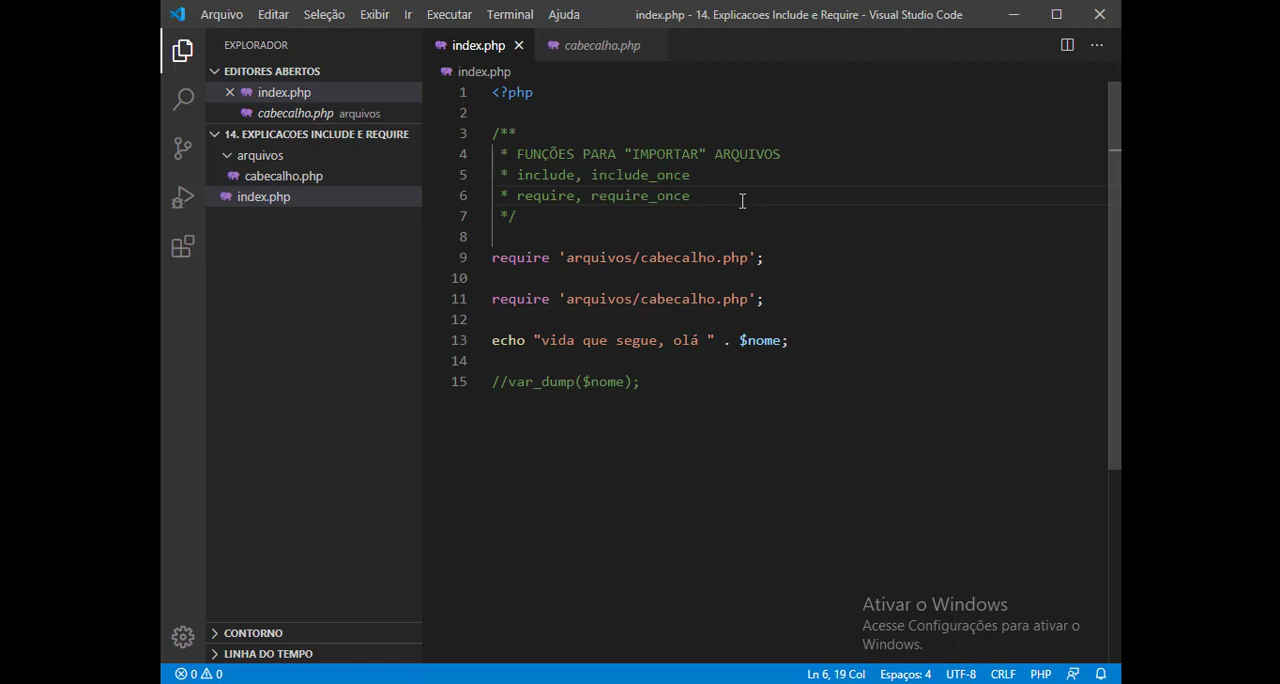 Arquivo Editar Seleção Exibir Ir Executar Terminal Ajuda index.php - 14. Explicacoes Include e Require - Visual Studio Code
EXPLORADOR
EDITORES ABERTOS
index.php
cabecalho.php arquivos
14. EXPLICACOES INCLUDE E REQUIRE
arquivos
cabecalho.php
index.php
CONTORNO
LINHA DO TEMPO
index.php cabecalho.php
index.php
1 <?php
2
3 /**
4 * FUNÇÕES PARA "IMPORTAR" ARQUIVOS
5 * include, include_once
6 * require, require_once
7 */
8
9 require 'arquivos/cabecalho.php';
10
11 require 'arquivos/cabecalho.php';
12
13 echo "vida que segue, olá " . $nome;
14
15 //var_dump($nome);
Ativar o Windows
Acesse Configurações para ativar o
Windows.
0 0 Ln 6, 19 Col Espaços: 4 UTF-8 CRLF PHP